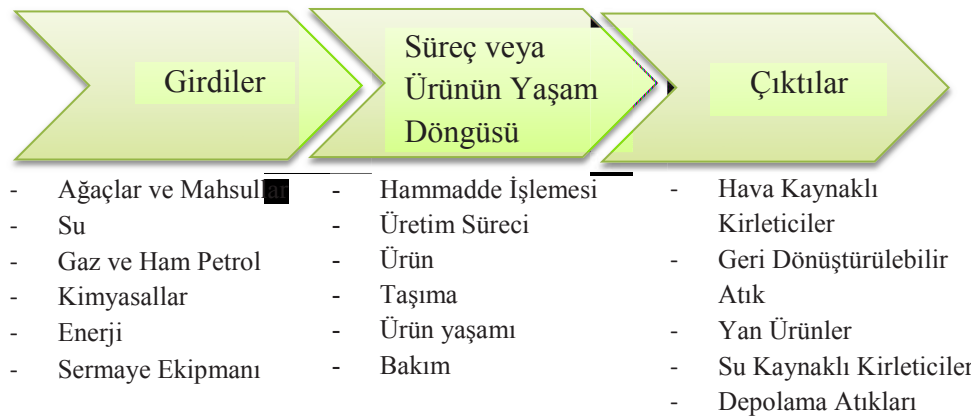 Girdiler
Süreç veya
Ürünün Yaşam
Döngüsü
Çıktılar
- Ağaçlar ve Mahsullar
- Su
- Gaz ve Ham Petrol
- Kimyasallar
- Enerji
- Sermaye Ekipmanı
- Hammadde İşlemesi
- Üretim Süreci
- Ürün
- Taşıma
- Ürün yaşamı
- Bakım
- Hava Kaynaklı
Kirleticiler
- Geri Dönüştürülebilir
Atık
- Yan Ürünler
- Su Kaynaklı Kirleticiler
- Depolama Atıkları